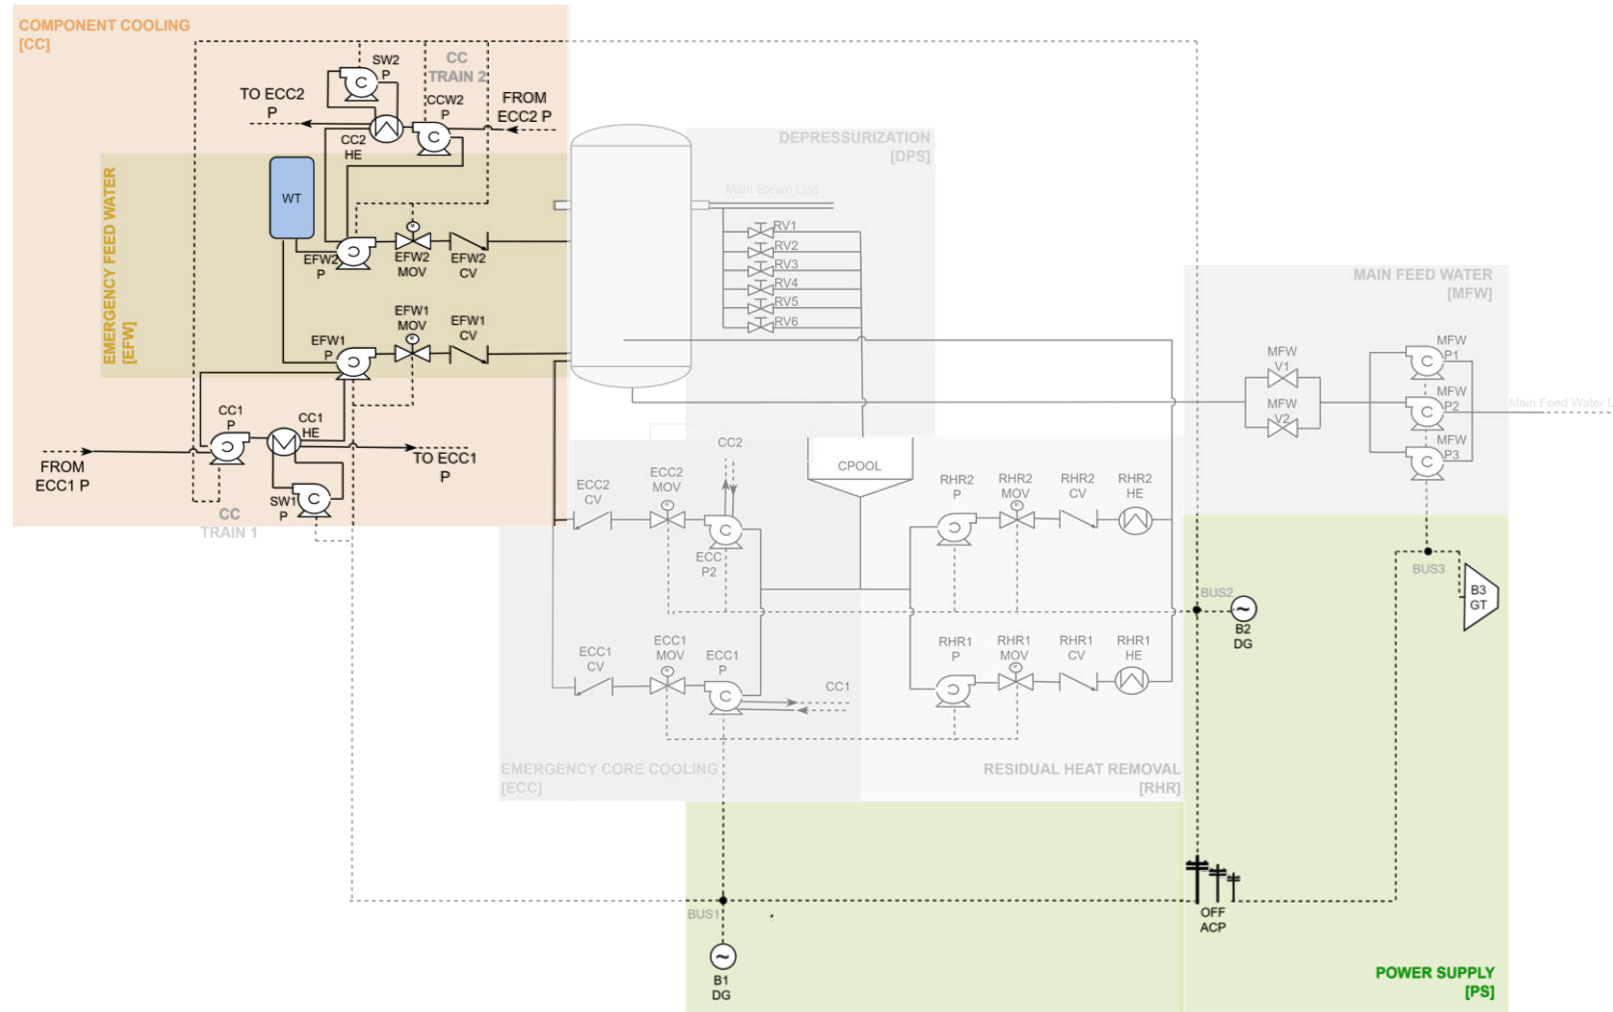 COMPONENT COOLING
[CC]
SW2
P
CC
TRAIN 2
TO ECC2
P
CCW2
P
FROM
ECC2 P
CC2
HE
EMERGENCY FEED WATER
[EFW]
WT
EFW2
P
EFW2
MOV
EFW2
CV
EFW1
P
EFW1
MOV
EFW1
CV
CC1
P
CC1
HE
FROM
ECC1 P
TO ECC1
P
SW1
P
CC
TRAIN 1
DEPRESSURIZATION
[DPS]
Main Steam Line
RV1
RV2
RV3
RV4
RV5
RV6
MAIN FEED WATER
[MFW]
MFW
V1
MFW
V2
MFW
P1
MFW
P2
MFW
P3
Main Feed Water L
CC2
CPOOL
ECC2
CV
ECC2
MOV
ECC
P2
RHR2
P
RHR2
MOV
RHR2
CV
RHR2
HE
ECC1
CV
ECC1
MOV
ECC1
P
CC1
RHR1
P
RHR1
MOV
RHR1
CV
RHR1
HE
EMERGENCY CORE COOLING
[ECC]
RESIDUAL HEAT REMOVAL
[RHR]
BUS2
B2
DG
BUS3
B3
GT
BUS1
B1
DG
OFF
ACP
POWER SUPPLY
[PS]